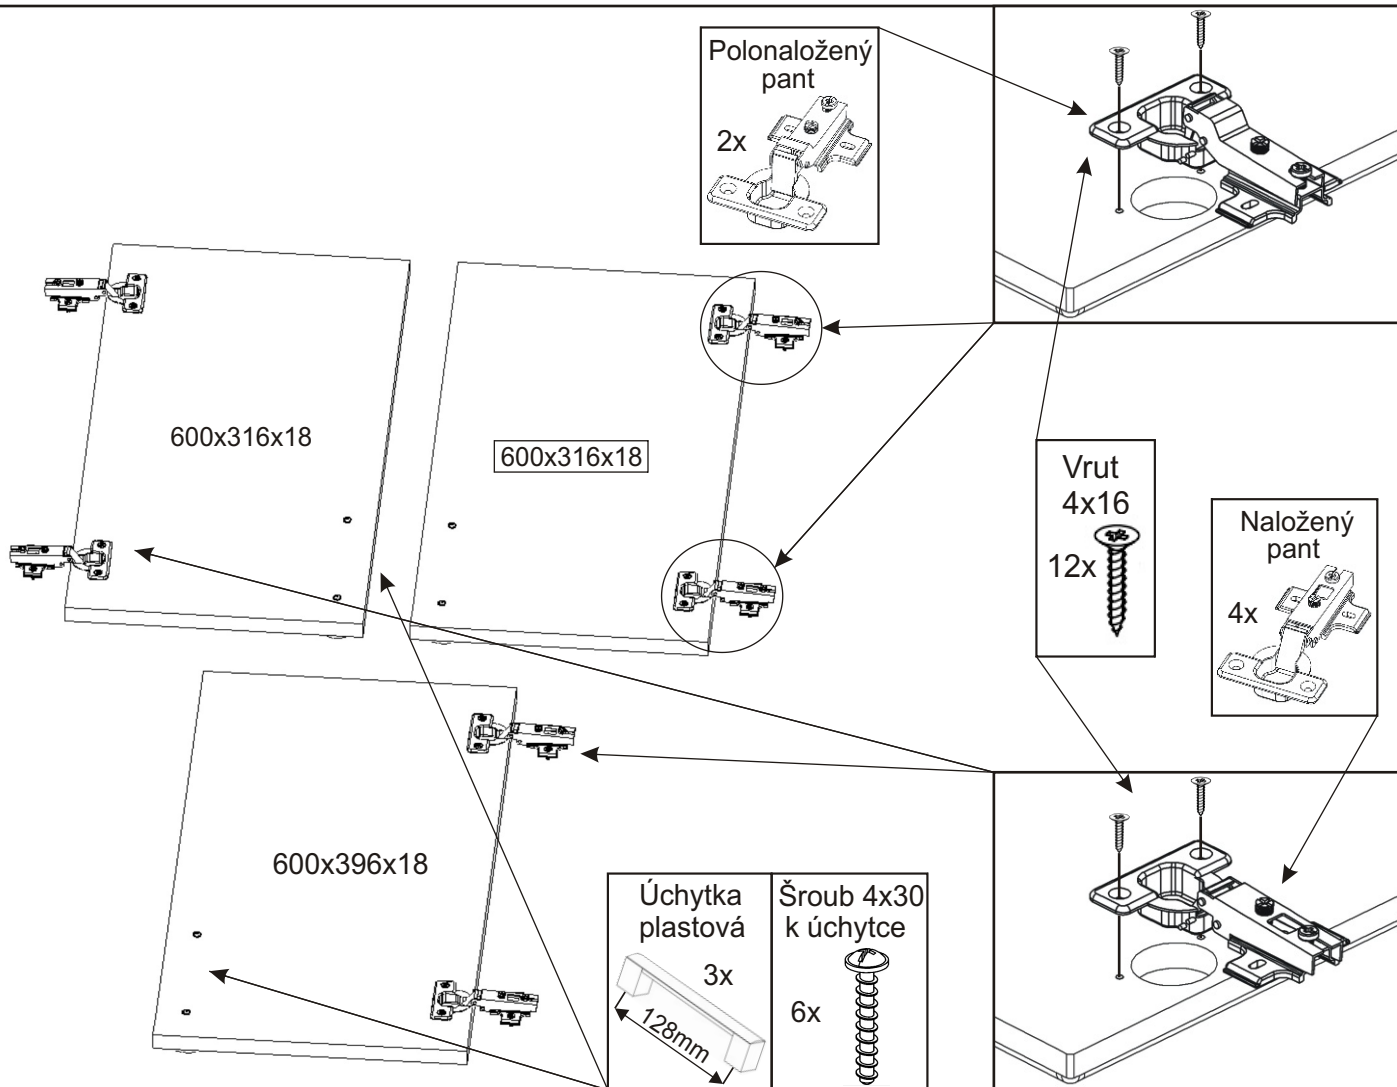 Polonaložený
pant
2x
600x316x18
600x316x18
Vrut
4x16
12x
Naložený
pant
4x
600x396x18
Úchytka
plastová
3x
128mm
Šroub 4x30
k úchytce
6x